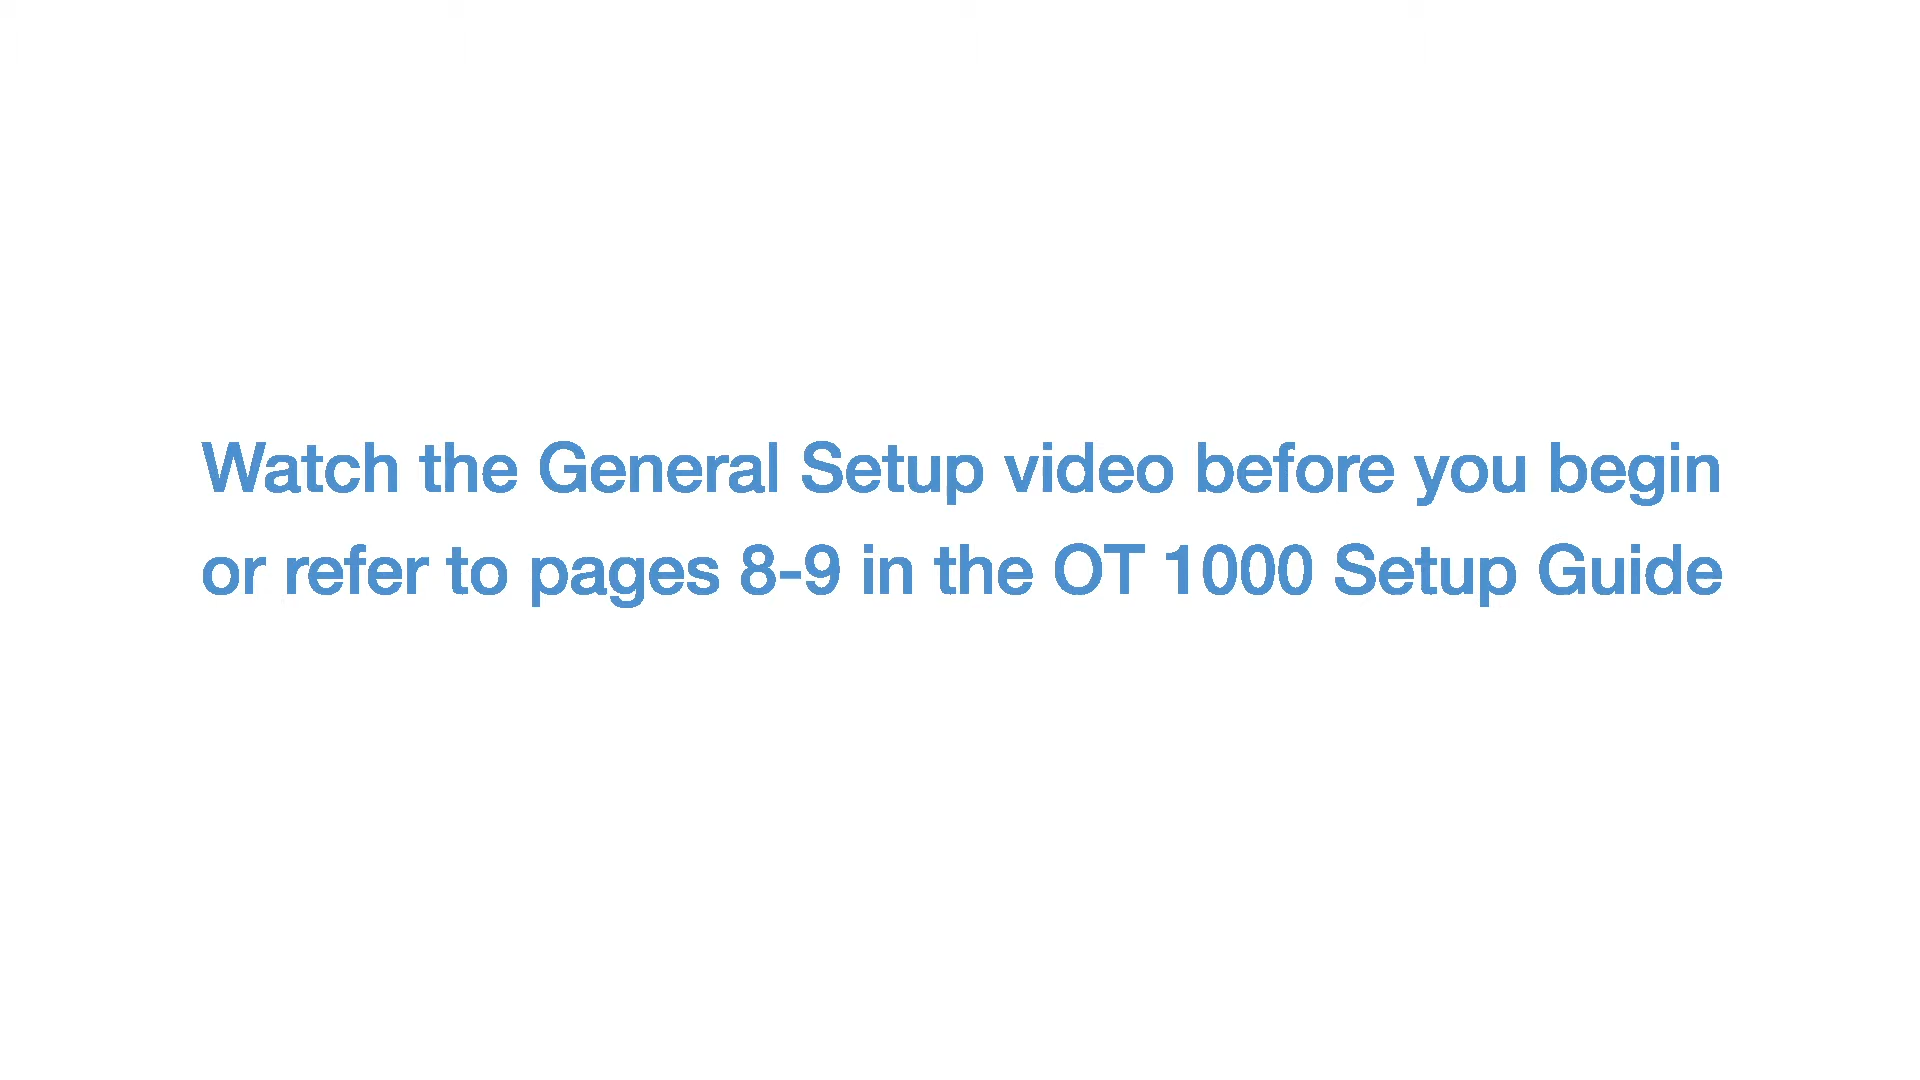 Watch the General Setup video before you begin
or refer to pages 8-9 in the OT 1000 Setup Guide